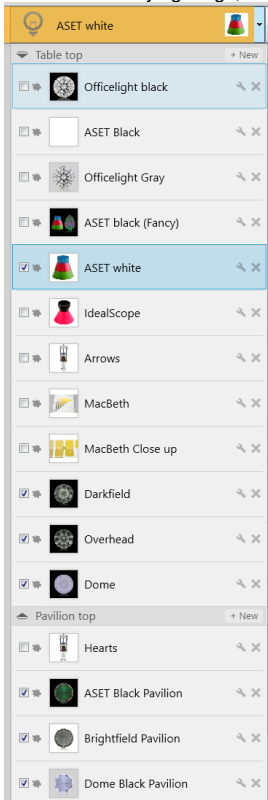 ASET white
Table top + New
Officelight black
ASET Black
Officelight Gray
ASET black (Fancy)
ASET white
IdealScope
Arrows
MacBeth
MacBeth Close up
Darkfield
Overhead
Dome
Pavilion top + New
Hearts
ASET Black Pavilion
Brightfield Pavilion
Dome Black Pavilion